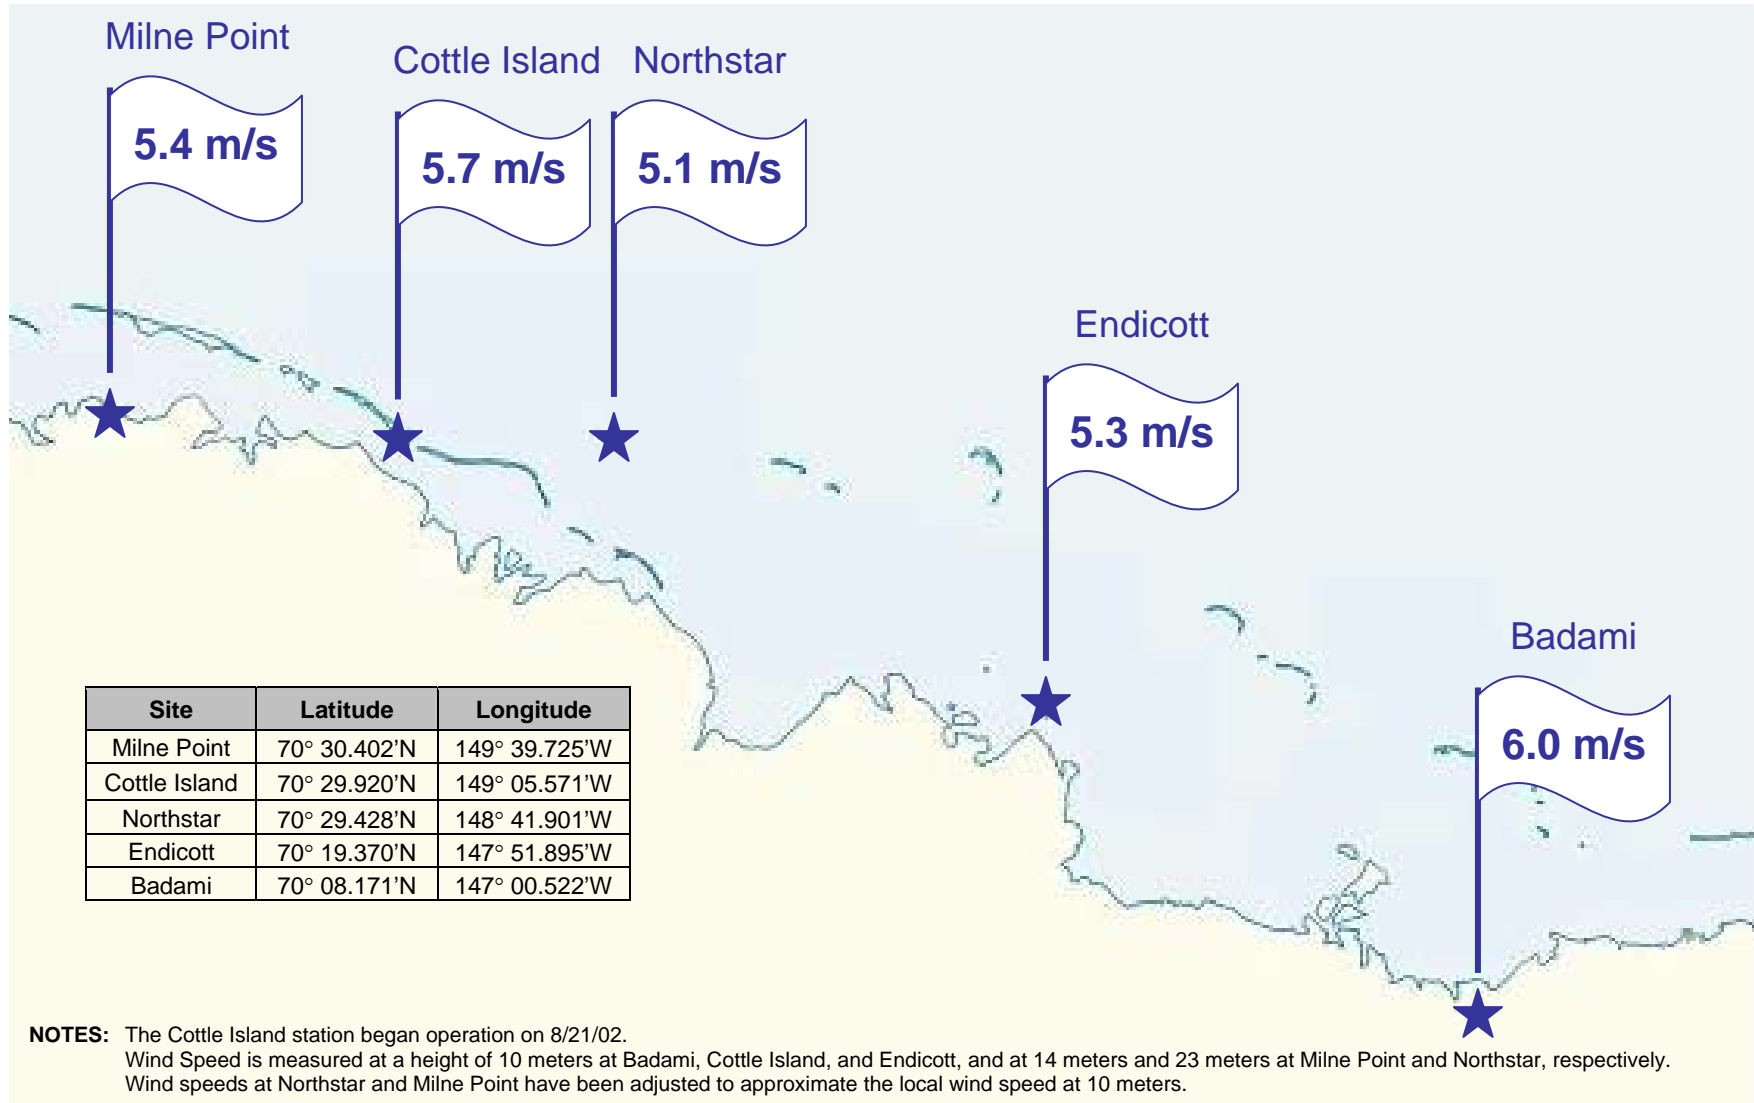 Milne Point
Cottle Island Northstar
5.4 m/s
5.7 m/s 5.1 m/s
Endicott
5.3 m/s
Badami
6.0 m/s
Site Latitude Longitude
Milne Point 70° 30.402’N 149° 39.725’W
Cottle Island 70° 29.920’N 149° 05.571’W
Northstar 70° 29.428’N 148° 41.901’W
Endicott 70° 19.370’N 147° 51.895’W
Badami 70° 08.171’N 147° 00.522’W
NOTES: The Cottle Island station began operation on 8/21/02.
Wind Speed is measured at a height of 10 meters at Badami, Cottle Island, and Endicott, and at 14 meters and 23 meters at Milne Point and Northstar, respectively.
Wind speeds at Northstar and Milne Point have been adjusted to approximate the local wind speed at 10 meters.